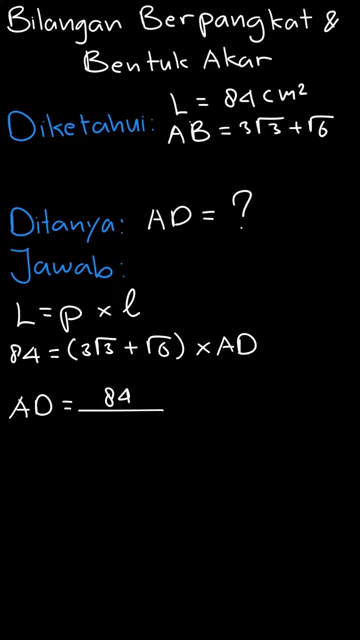 Bilangan Berpangkat &
Bentuk Akar
Diketahui: L = 84 cm²
AB = 3√3 + √6
Ditanya: AD = ?
Jawab:
L = p × l
84 = (3√3 + √6) × AD
AD = 84